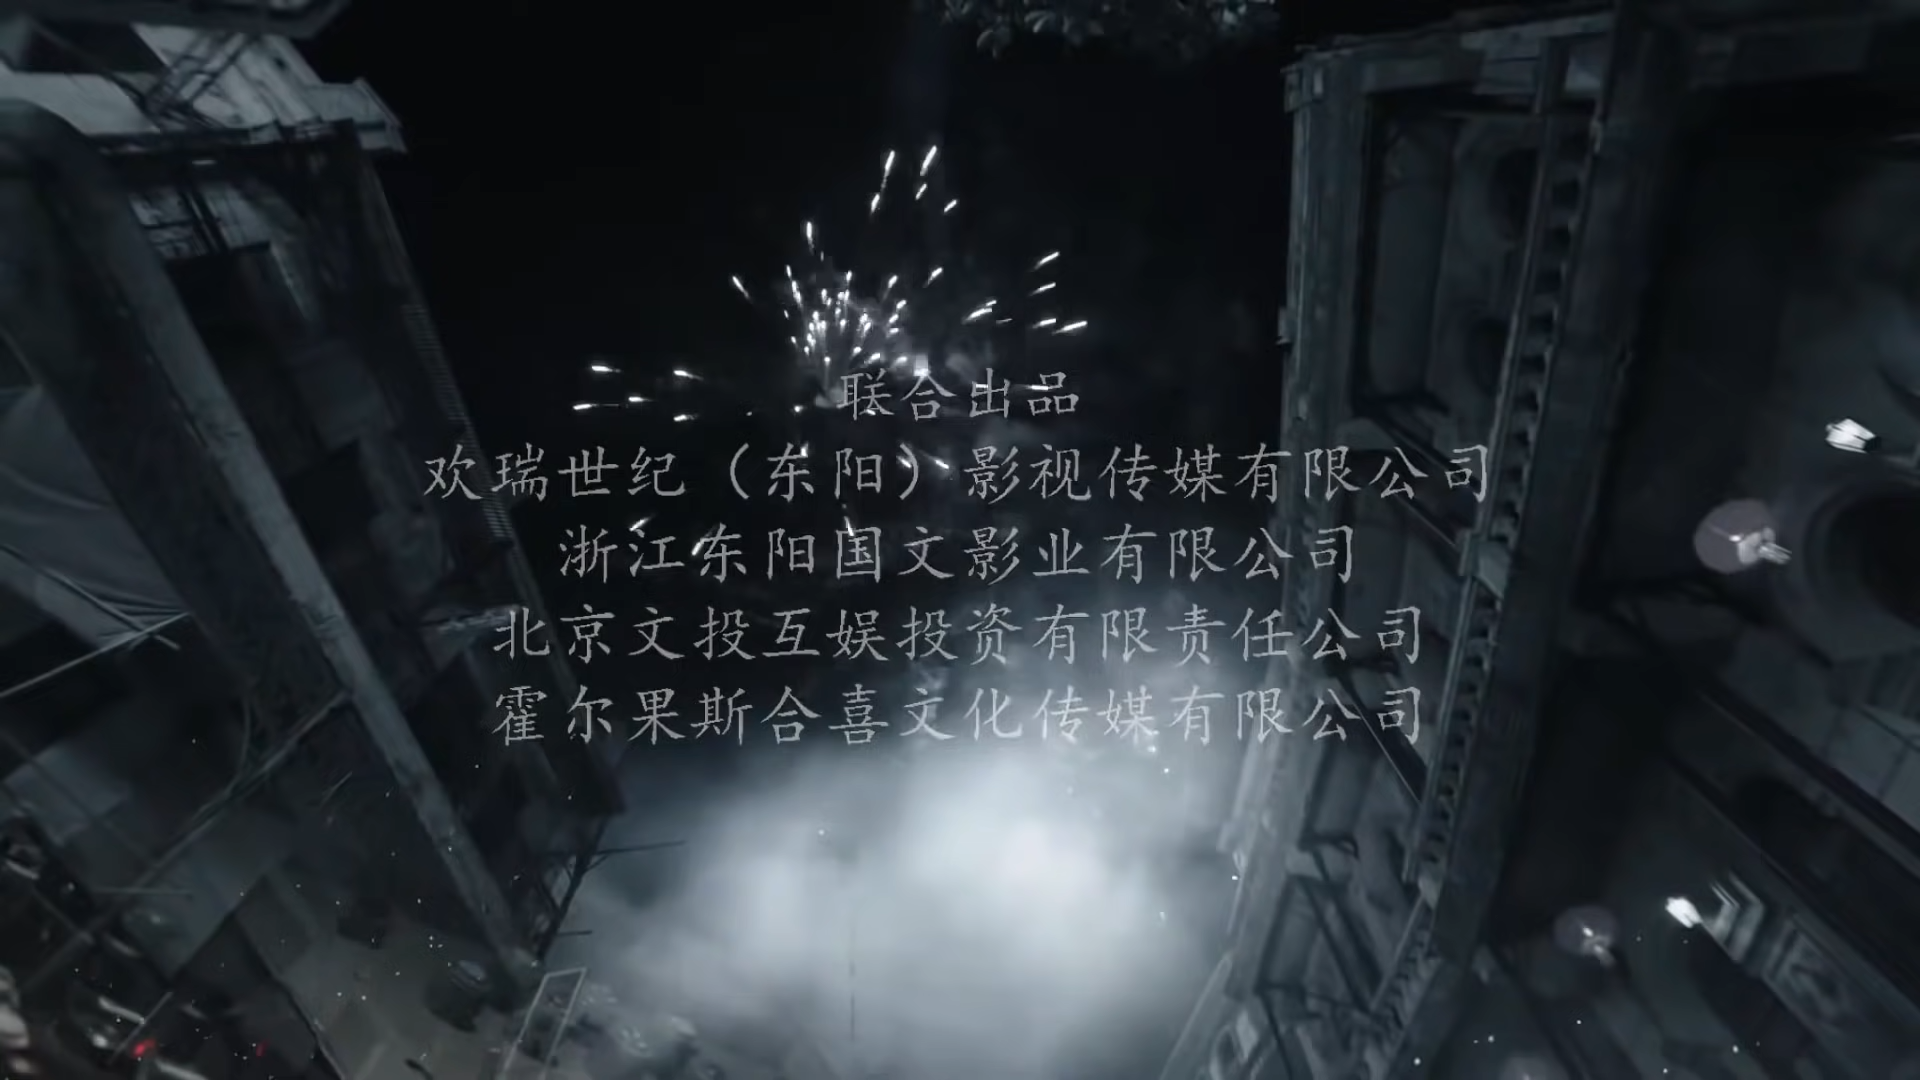 联合出品
欢瑞世纪（东阳）影视传媒有限公司
浙江东阳国文影业有限公司
北京文投互娱投资有限责任公司
霍尔果斯合喜文化传媒有限公司